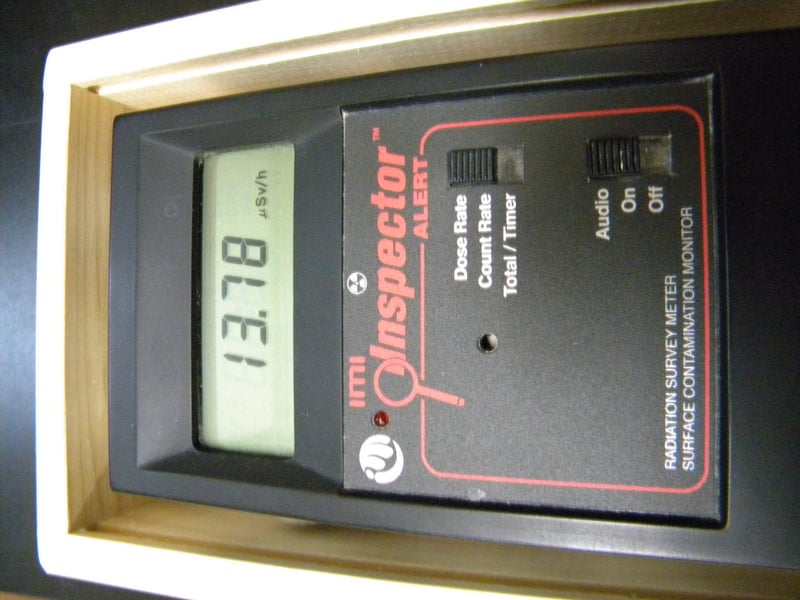 13.78 µSv/h
imi
Inspector™
ALERT
Dose Rate
Count Rate
Total / Timer
Audio
On
Off
RADIATION SURVEY METER
SURFACE CONTAMINATION MONITOR